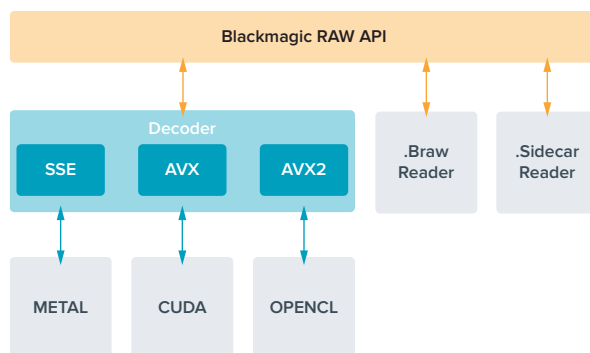 Blackmagic RAW API
Decoder
SSE
AVX
AVX2
.Braw
Reader
.Sidecar
Reader
METAL
CUDA
OPENCL